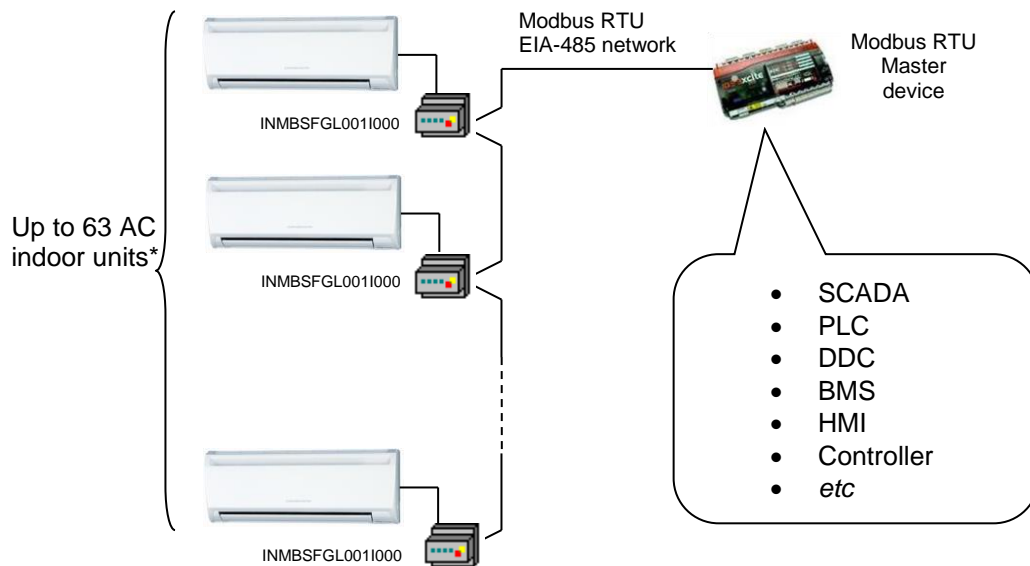 Modbus RTU
EIA-485 network
Modbus RTU
Master
device
INMBSFGL001I000
Up to 63 AC
indoor units*
INMBSFGL001I000
• SCADA
• PLC
• DDC
• BMS
• HMI
• Controller
• etc
INMBSFGL001I000